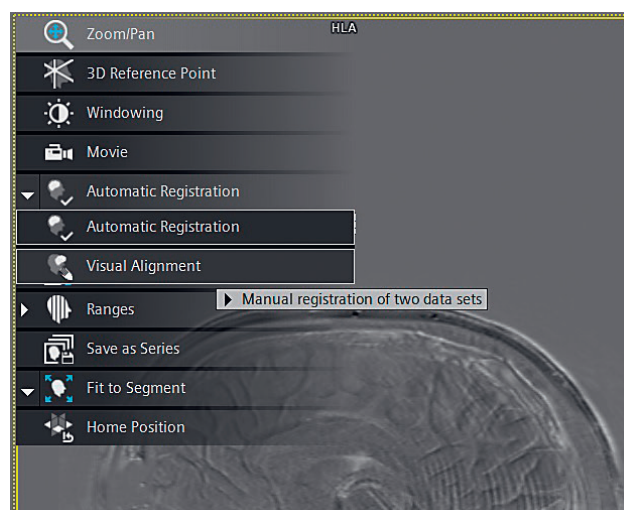 HLA
Zoom/Pan
3D Reference Point
Windowing
Movie
Automatic Registration
Automatic Registration
Visual Alignment
Manual registration of two data sets
Ranges
Save as Series
Fit to Segment
Home Position